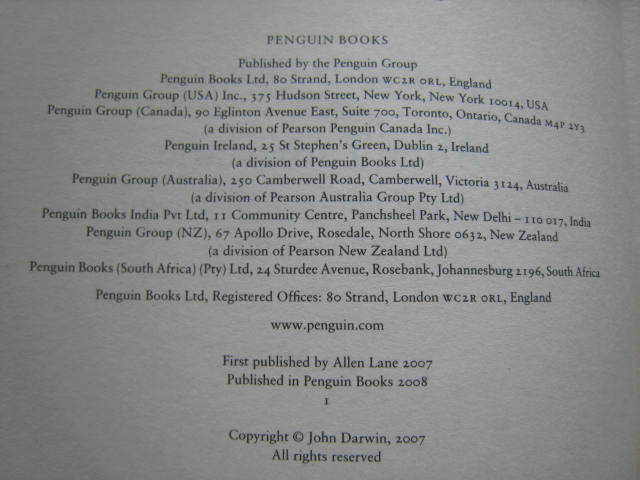 PENGUIN BOOKS
Published by the Penguin Group
Penguin Books Ltd, 80 Strand, London WC2R 0RL, England
Penguin Group (USA) Inc., 375 Hudson Street, New York, New York 10014, USA
Penguin Group (Canada), 90 Eglinton Avenue East, Suite 700, Toronto, Ontario, Canada M4P 2Y3
(a division of Pearson Penguin Canada Inc.)
Penguin Ireland, 25 St Stephen's Green, Dublin 2, Ireland
(a division of Penguin Books Ltd)
Penguin Group (Australia), 250 Camberwell Road, Camberwell, Victoria 3124, Australia
(a division of Pearson Australia Group Pty Ltd)
Penguin Books India Pvt Ltd, 11 Community Centre, Panchsheel Park, New Delhi – 110 017, India
Penguin Group (NZ), 67 Apollo Drive, Rosedale, North Shore 0632, New Zealand
(a division of Pearson New Zealand Ltd)
Penguin Books (South Africa) (Pty) Ltd, 24 Sturdee Avenue, Rosebank, Johannesburg 2196, South Africa
Penguin Books Ltd, Registered Offices: 80 Strand, London WC2R 0RL, England
www.penguin.com
First published by Allen Lane 2007
Published in Penguin Books 2008
1
Copyright © John Darwin, 2007
All rights reserved